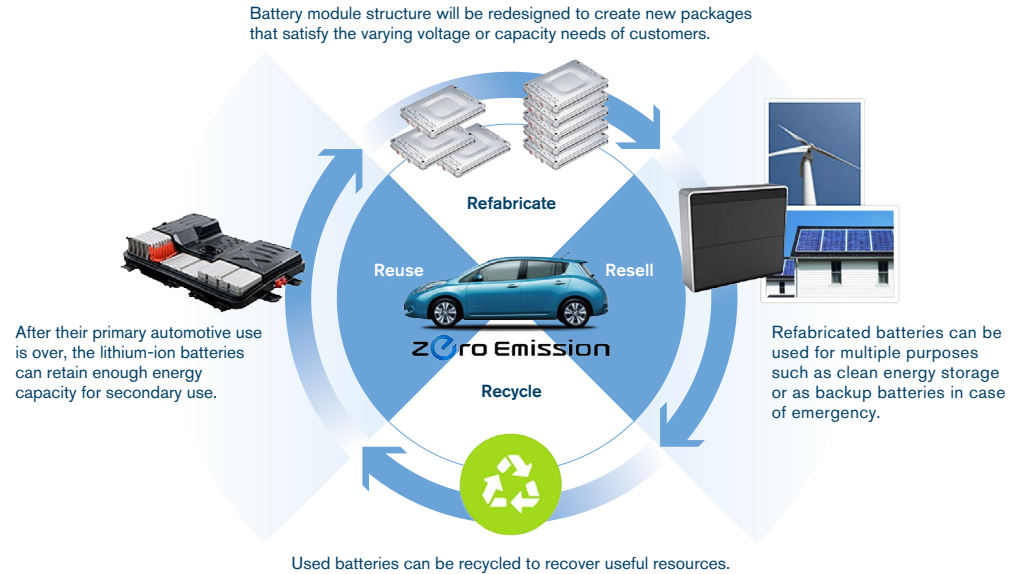 Battery module structure will be redesigned to create new packages
that satisfy the varying voltage or capacity needs of customers.
Refabricate
Reuse
Resell
zero Emission
After their primary automotive use
is over, the lithium-ion batteries
can retain enough energy
capacity for secondary use.
Refabricated batteries can be
used for multiple purposes
such as clean energy storage
or as backup batteries in case
of emergency.
Recycle
Used batteries can be recycled to recover useful resources.